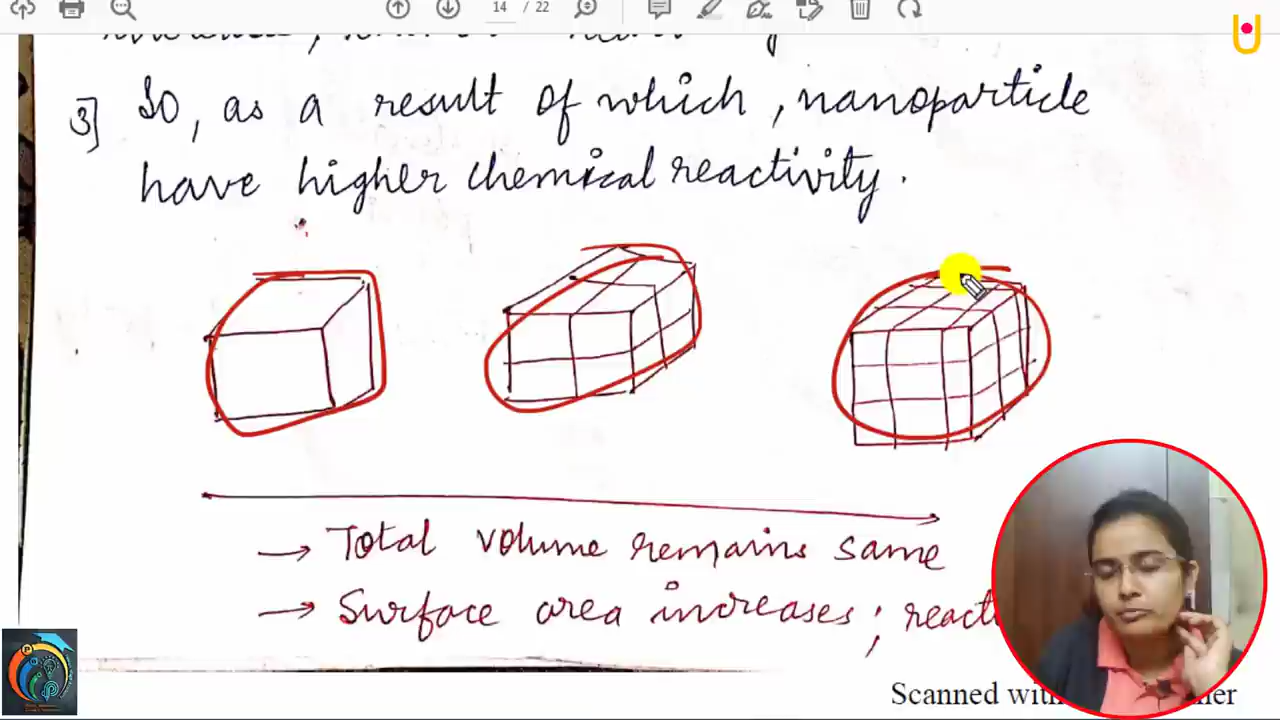 14 / 22
3] So, as a result of which, nanoparticle
have higher chemical reactivity.
→ Total volume remains same
→ Surface area increases;
Scanned with